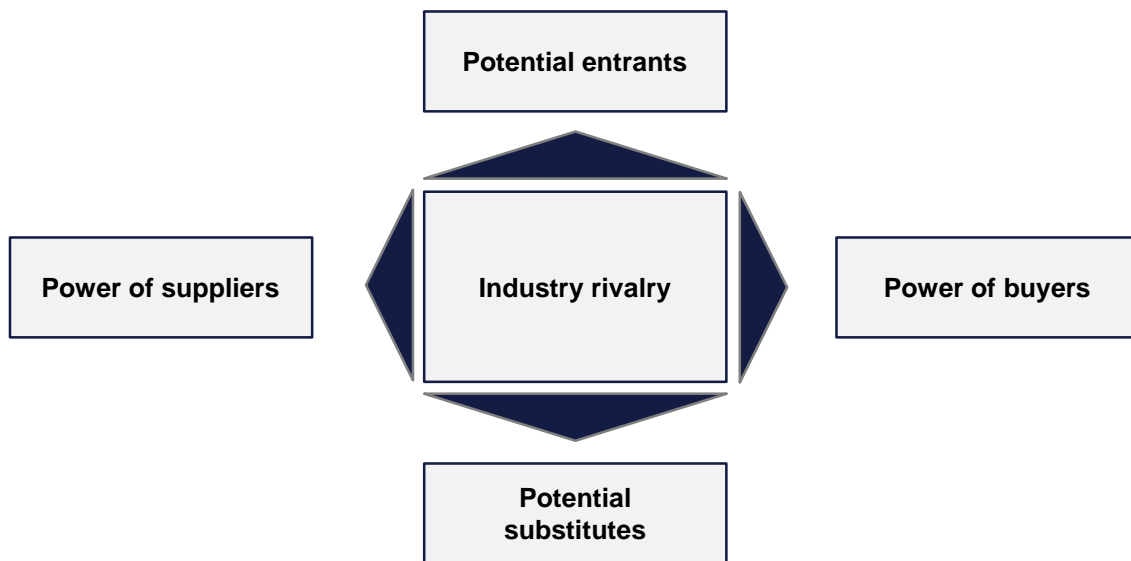 Potential entrants
Power of suppliers
Industry rivalry
Power of buyers
Potential
substitutes